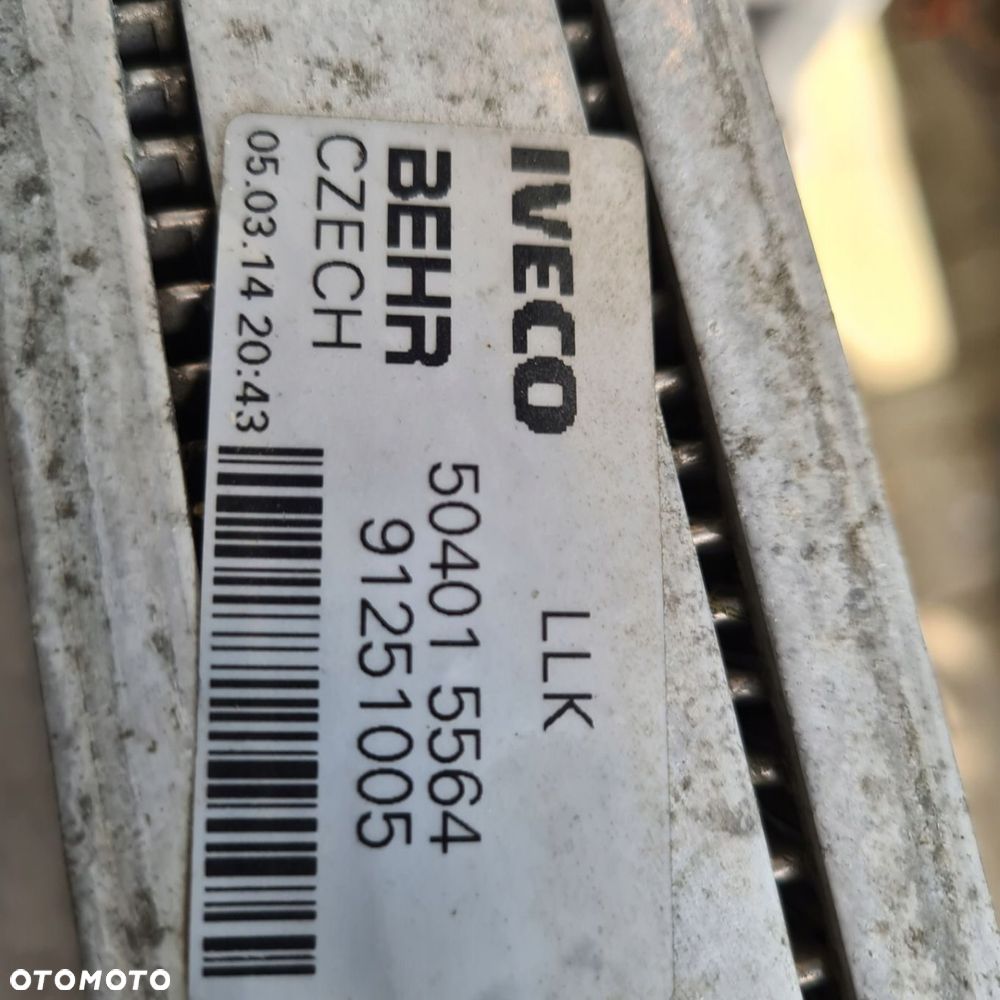 IVECO LLK
BEHR 50401 5564
CZECH 91251005
05.03.14 20:43
OTOMOTO